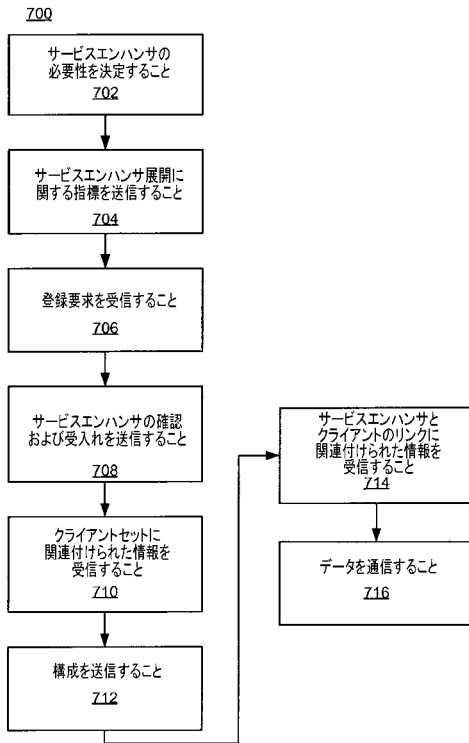 700
サービスエンハンサの
必要性を決定すること
702
サービスエンハンサ展開に
関する指標を送信すること
704
登録要求を受信すること
706
サービスエンハンサの確認
および受入れを送信すること
708
クライアントセットに
関連付けられた情報を
受信すること
710
構成を送信すること
712
サービスエンハンサと
クライアントのリンクに
関連付けられた情報を
受信すること
714
データを通信すること
716